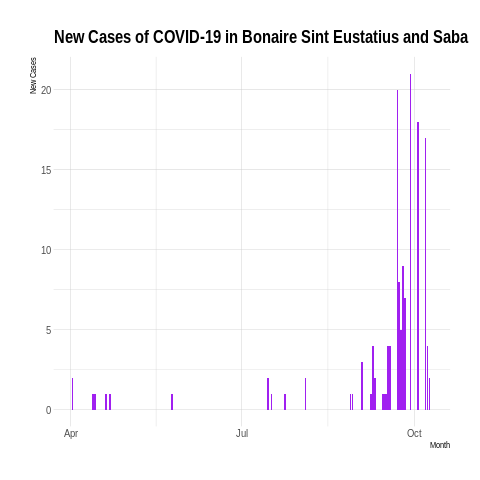 New Cases of COVID-19 in Bonaire Sint Eustatius and Saba
New Cases
20
15
10
5
0
Apr
Jul
Oct
Month